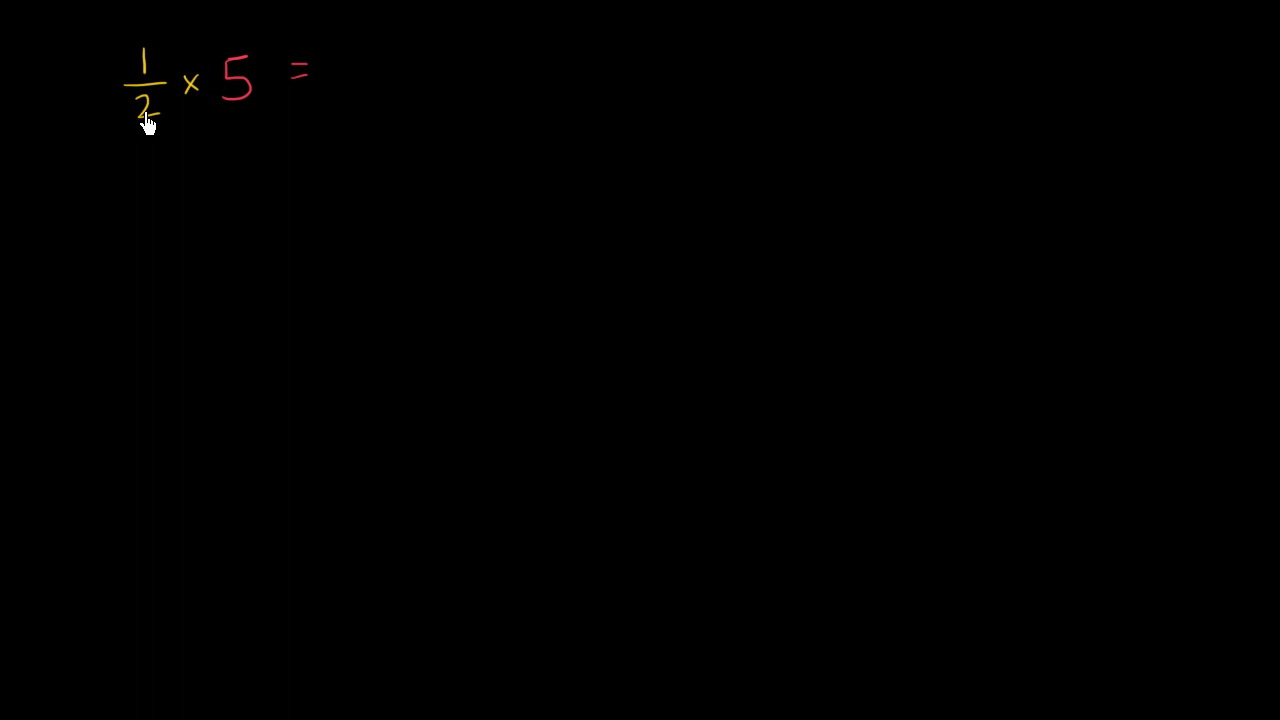 1/2 × 5 =